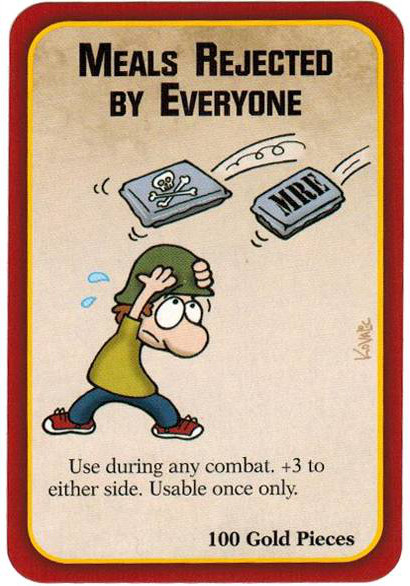 MEALS REJECTED
BY EVERYONE
MRE
KOVALIC
Use during any combat. +3 to
either side. Usable once only.
100 Gold Pieces